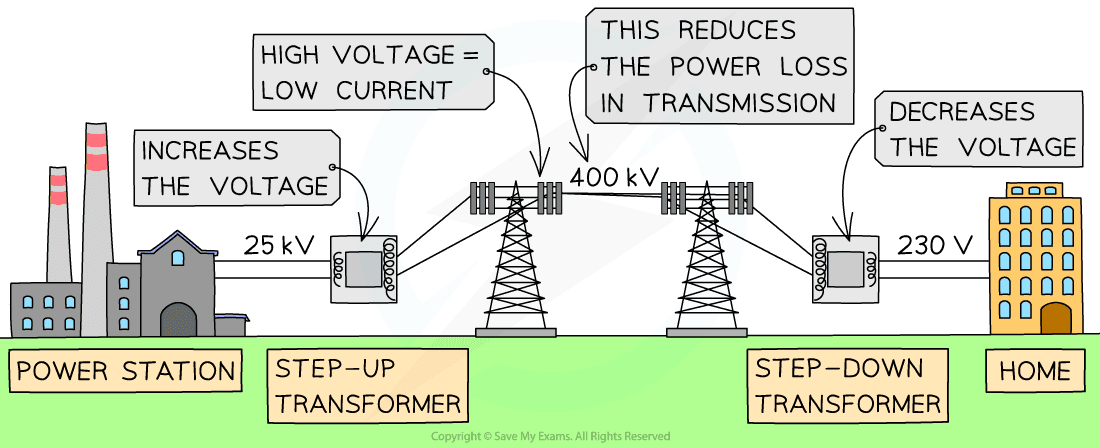 HIGH VOLTAGE =
LOW CURRENT
THIS REDUCES
THE POWER LOSS
IN TRANSMISSION
INCREASES
THE VOLTAGE
DECREASES
THE VOLTAGE
25 kV
400 kV
230 V
POWER STATION
STEP-UP
TRANSFORMER
STEP-DOWN
TRANSFORMER
HOME
Copyright © Save My Exams. All Rights Reserved